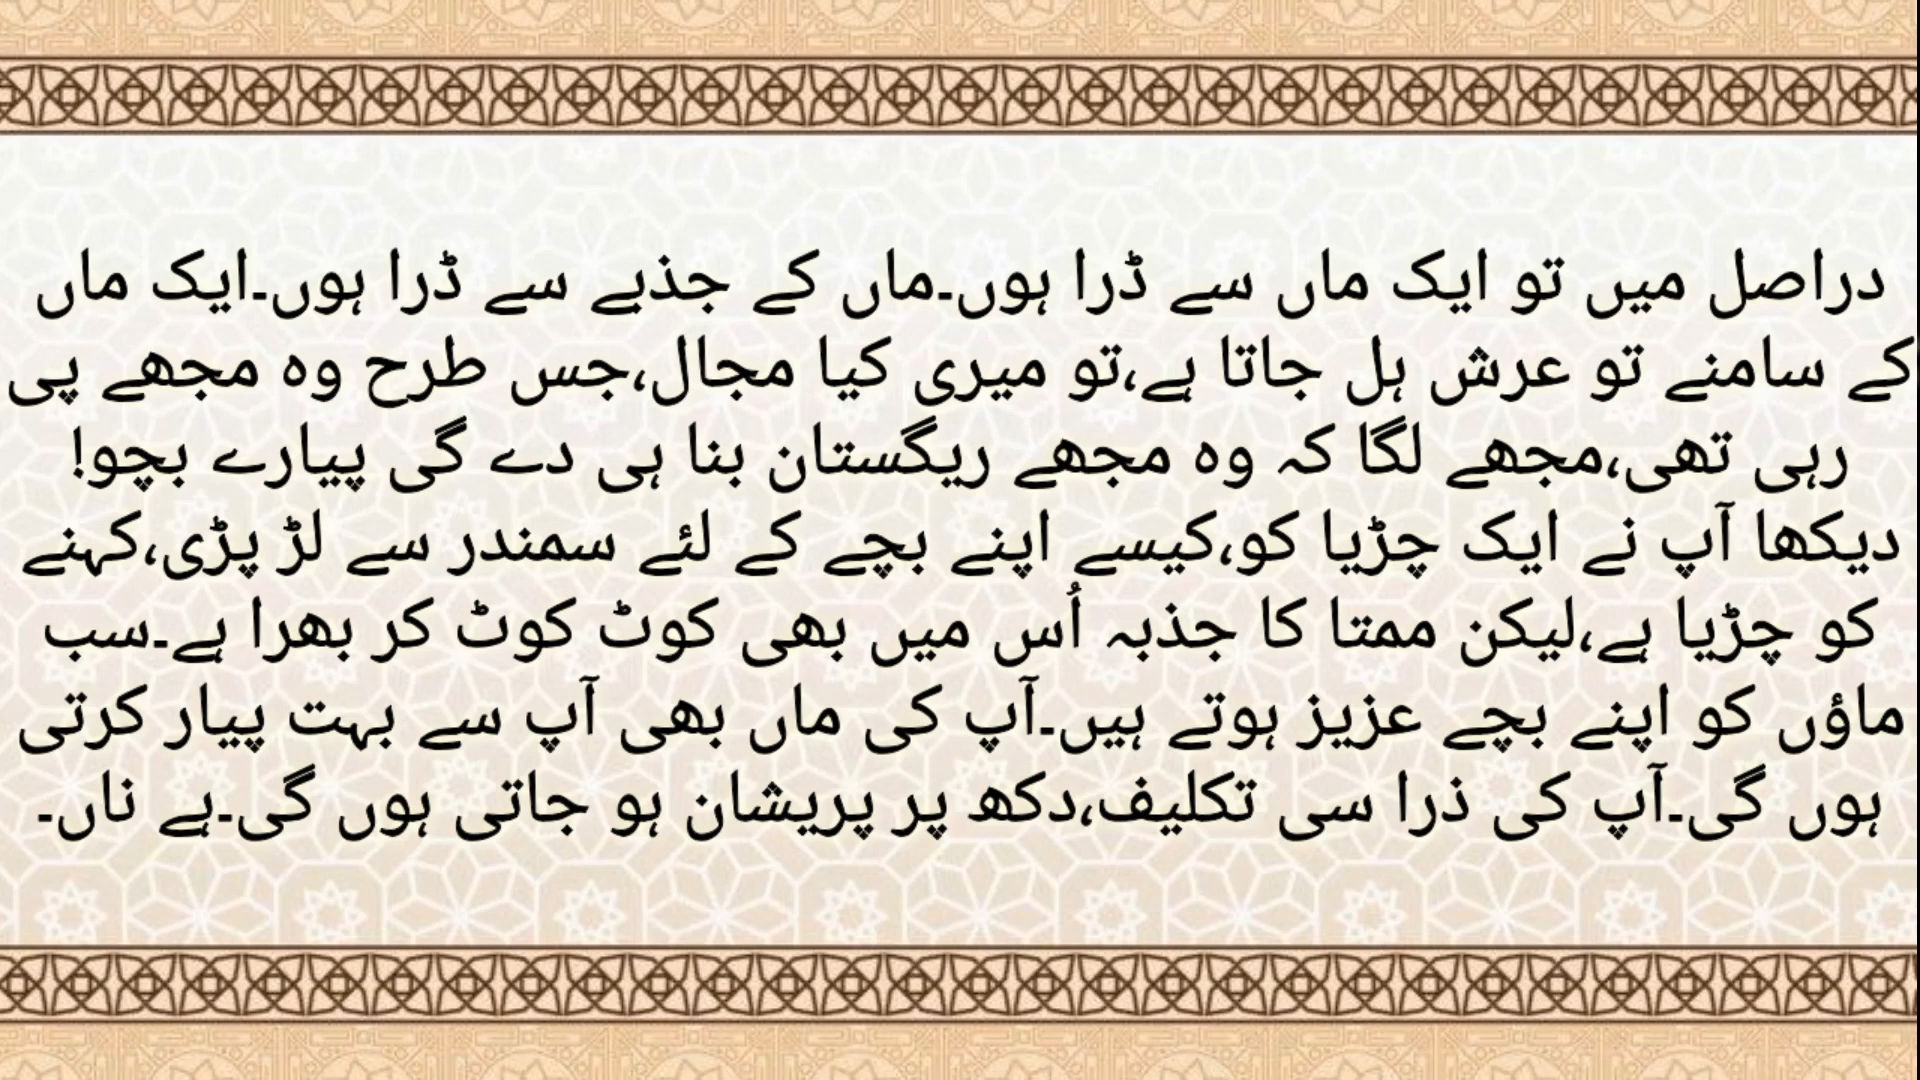 دراصل میں تو ایک ماں سے ڈرا ہوں۔ماں کے جذبے سے ڈرا ہوں۔ایک ماں
کے سامنے تو عرش ہل جاتا ہے،تو میری کیا مجال،جس طرح وہ مجھے پی
رہی تھی،مجھے لگا کہ وہ مجھے ریگستان بنا ہی دے گی پیارے بچو!
دیکھا آپ نے ایک چڑیا کو،کیسے اپنے بچے کے لئے سمندر سے لڑ پڑی،کہنے
کو چڑیا ہے،لیکن ممتا کا جذبہ اُس میں بھی کوٹ کوٹ کر بھرا ہے۔سب
ماؤں کو اپنے بچے عزیز ہوتے ہیں۔آپ کی ماں بھی آپ سے بہت پیار کرتی
ہوں گی۔آپ کی ذرا سی تکلیف،دکھ پر پریشان ہو جاتی ہوں گی۔ہے ناں۔